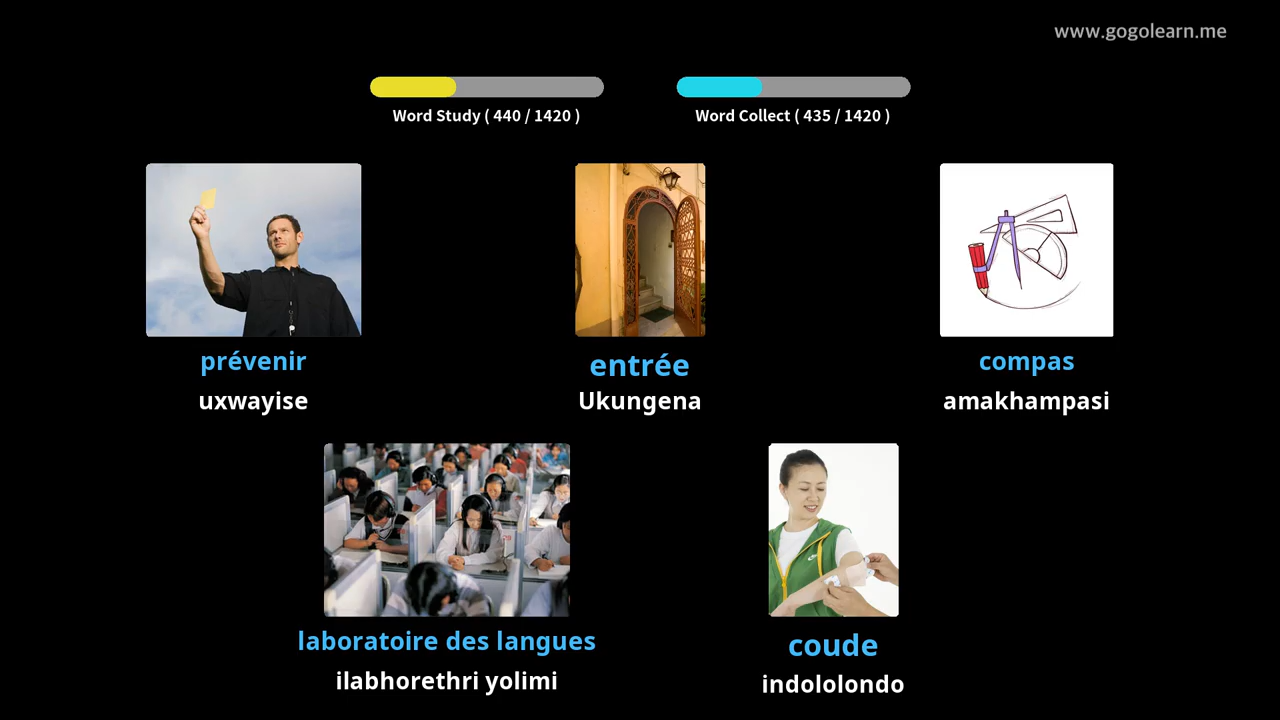 www.gogolearn.me
Word Study ( 440 / 1420 )
Word Collect ( 435 / 1420 )
prévenir
uxwayise
entrée
Ukungena
compas
amakhampasi
laboratoire des langues
ilabhorethri yolimi
coude
indololondo